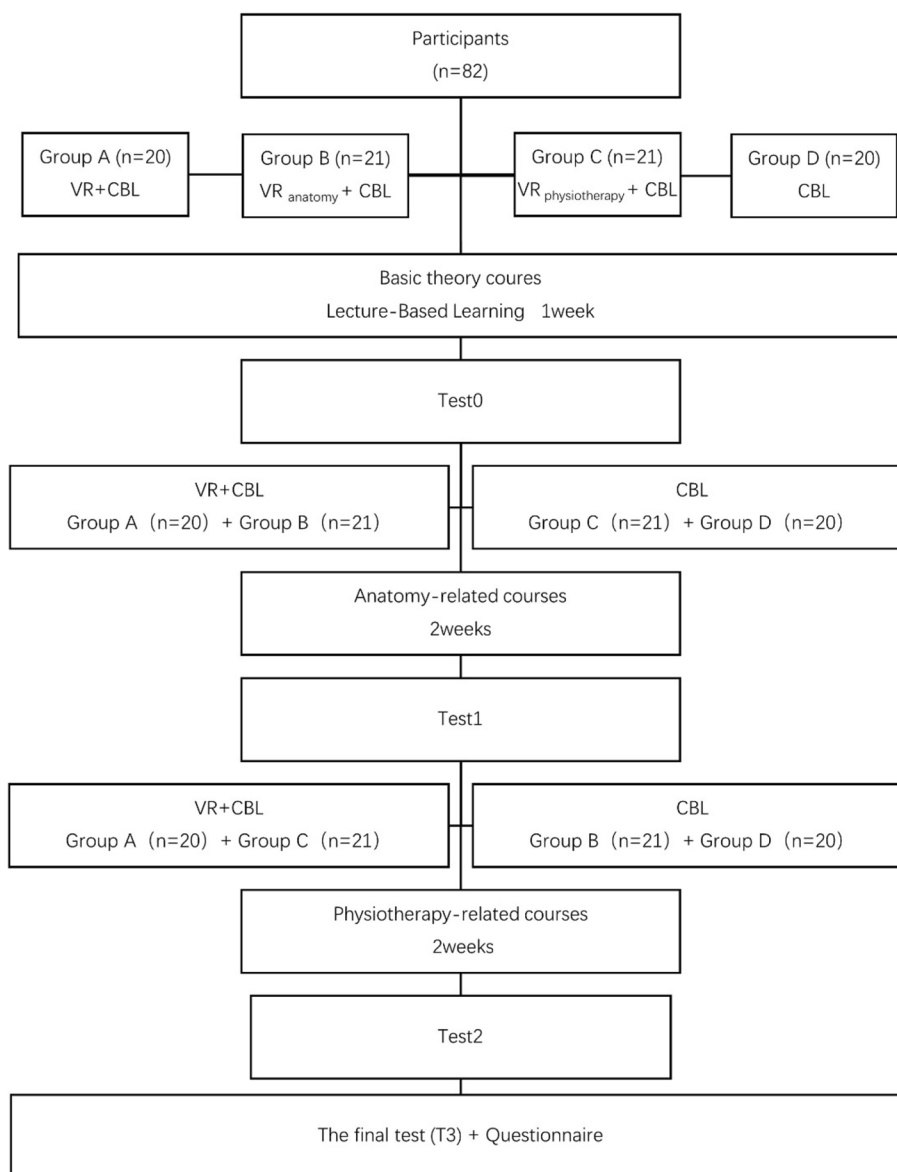 Participants
(n=82)
Group A (n=20)
VR+CBL
Group B (n=21)
VR anatomy + CBL
Group C (n=21)
VR physiotherapy + CBL
Group D (n=20)
CBL
Basic theory coures
Lecture-Based Learning 1week
Test0
VR+CBL
Group A (n=20) + Group B (n=21)
CBL
Group C (n=21) + Group D (n=20)
Anatomy-related courses
2weeks
Test1
VR+CBL
Group A (n=20) + Group C (n=21)
CBL
Group B (n=21) + Group D (n=20)
Physiotherapy-related courses
2weeks
Test2
The final test (T3) + Questionnaire